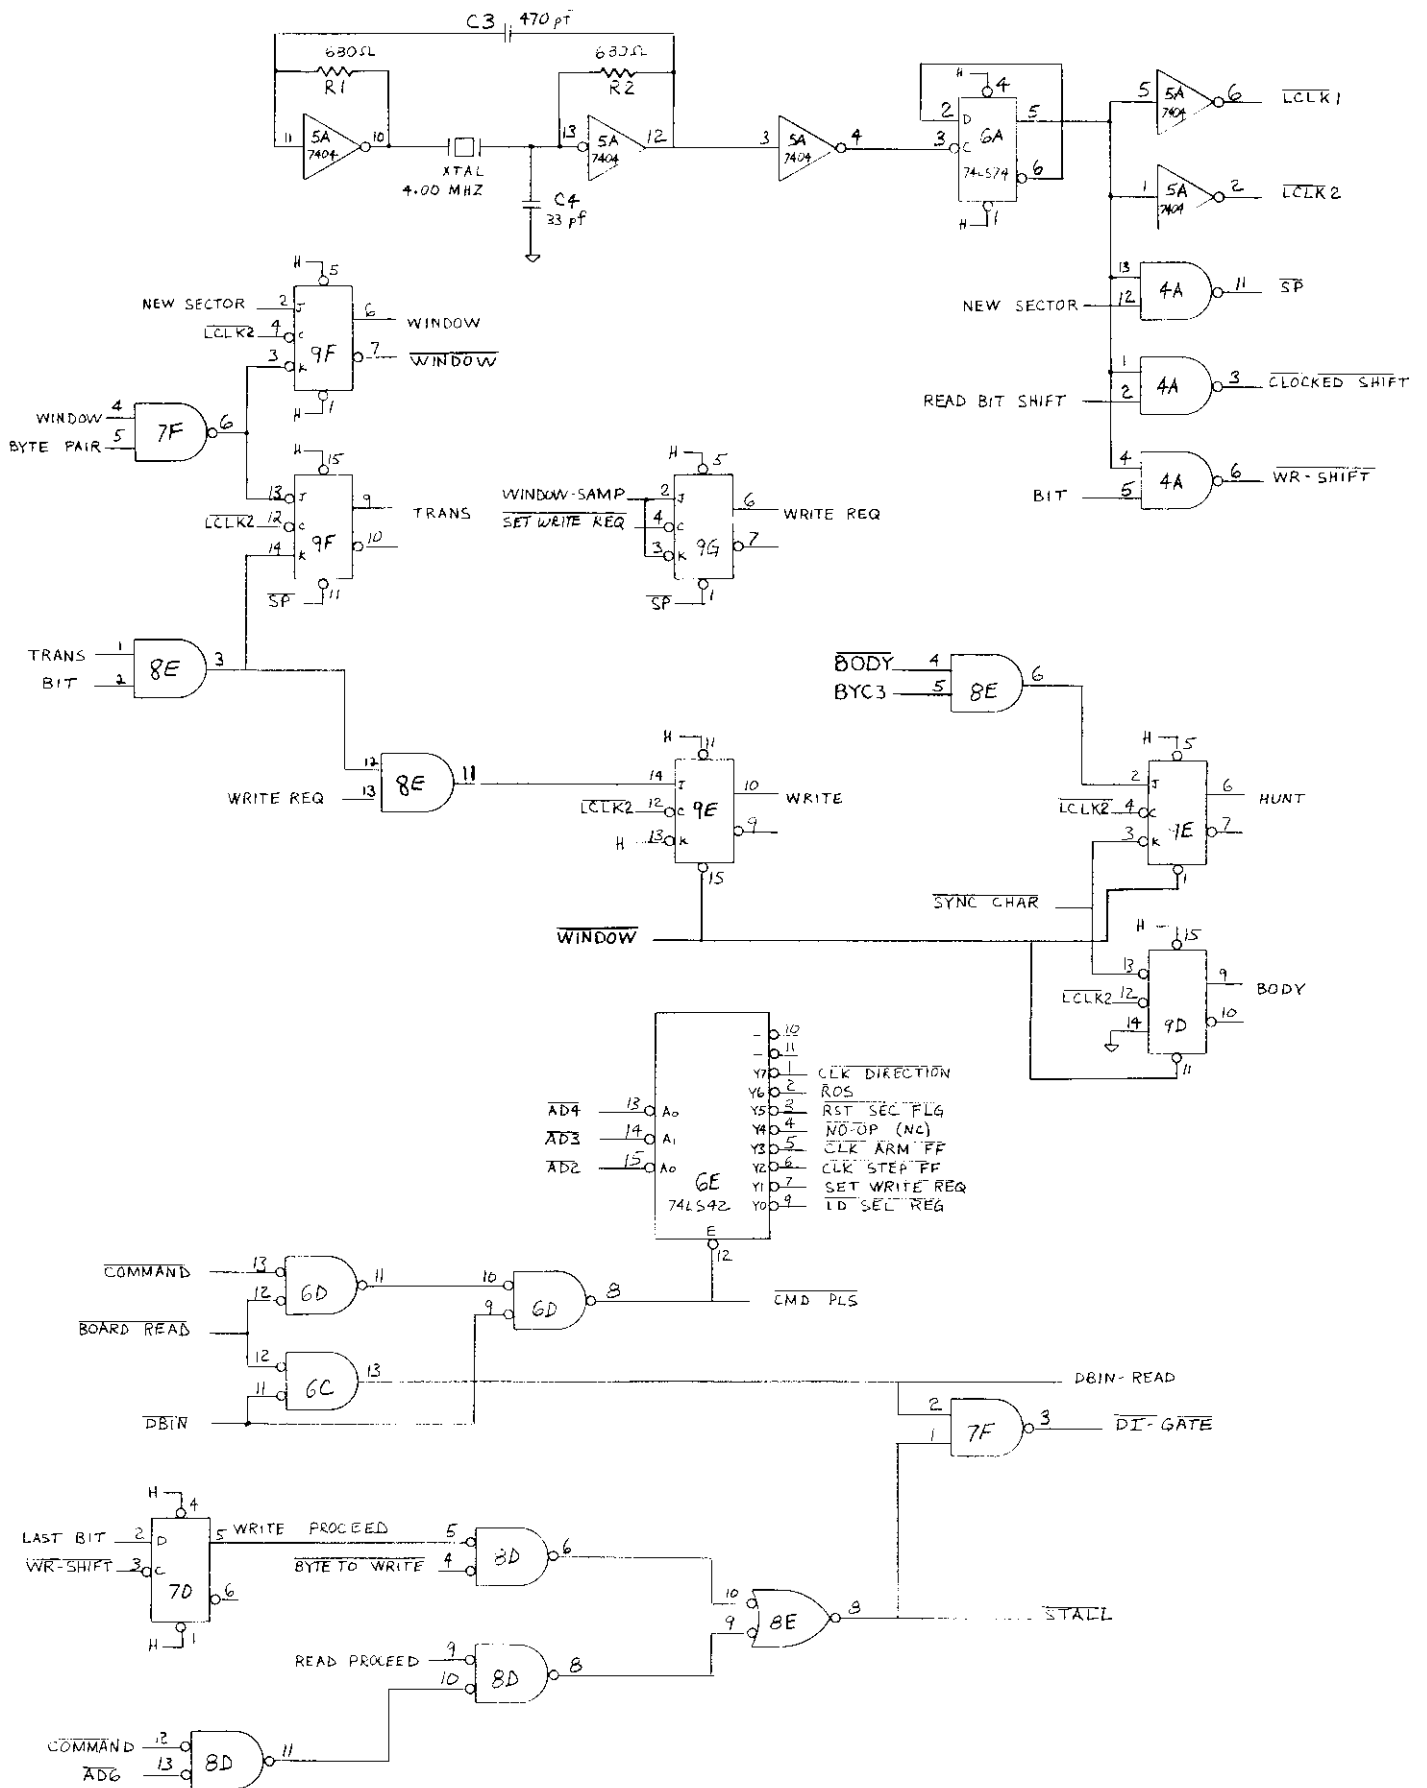 C3 470 pf
680Ω
R1
680Ω
R2
11 5A 7404 10
XTAL
4.00 MHZ
13 5A 7404 12
C4
33 pf
3 5A 7404 4
H 4
2 D 5
3 C 6A
74LS74 6
H 1
5 5A 7404 6 LCLK1
1 5A 7404 2 LCLK2
13
NEW SECTOR 12 4A 11 SP
1
READ BIT SHIFT 2 4A 3 CLOCKED SHIFT
4
BIT 5 4A 6 WR-SHIFT
H 5
NEW SECTOR 2 J 6 WINDOW
LCLK2 4 C
3 K 9F 7 WINDOW
H 1
WINDOW 4
BYTE PAIR 5 7F 6
H 15
13 J 9 TRANS
LCLK2 12 C
14 K 9F 10
SP 11
H 5
WINDOW-SAMP 2 J 6 WRITE REQ
SET WRITE REQ 4 C
3 K 9G 7
SP 1
TRANS 1
BIT 2 8E 3
BODY 4
BYC3 5 8E 6
12
WRITE REQ 13 8E 11
H 11
14 J 10 WRITE
LCLK2 12 C 9E
H 13 K 9
15
H 5
2 J 6 HUNT
LCLK2 4 C
3 K 9E 7
1
SYNC CHAR
WINDOW
H 15
13 9 BODY
LCLK2 12
14 9D 10
11
- 10
- 11
Y7 1 CLK DIRECTION
Y6 2 ROS
AD4 13 A0 Y5 3 RST SEC FLG
AD3 14 A1 Y4 4 NO-OP (NC)
AD2 15 A0 Y3 5 CLK ARM FF
Y2 6 CLK STEP FF
6E Y1 7 SET WRITE REQ
74LS42 Y0 9 LD SEL REG
E
12
COMMAND 13
12 6D 11
10
9 6D 8 CMD PLS
BOARD READ
12
11 6C 13 DBIN-READ
DBIN
2
1 7F 3 DI-GATE
H 4
LAST BIT 2 D 5 WRITE PROCEED 5
WR-SHIFT 3 C BYTE TO WRITE 4 8D 6
7D 6
H 1
10
9 8E 8 STALL
READ PROCEED 9
10 8D 8
COMMAND 12
AD6 13 8D 11